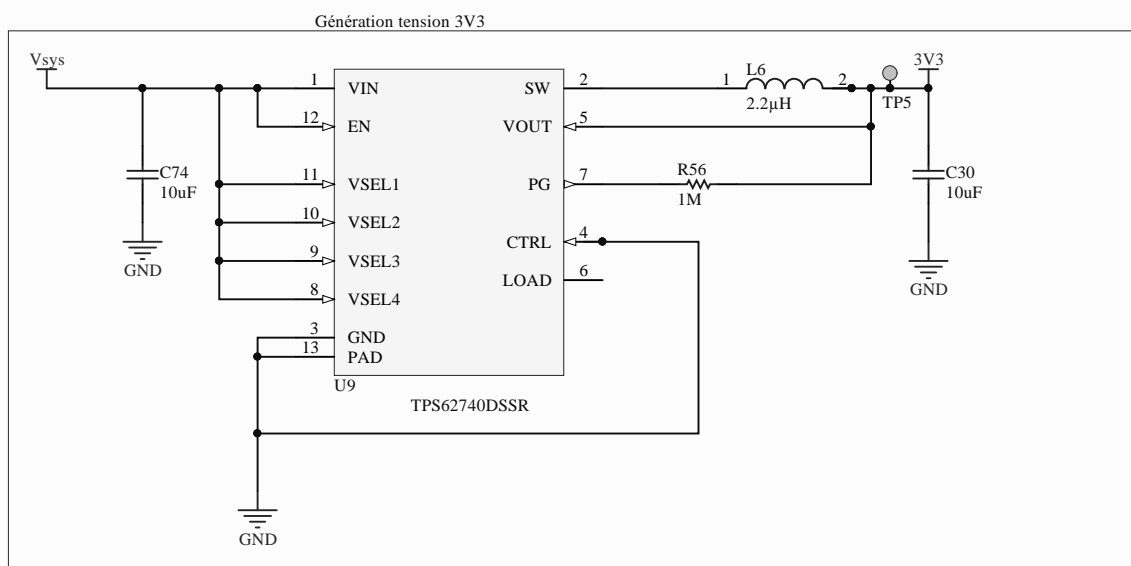 Génération tension 3V3
Vsys
3V3
1 VIN SW 2
1 L6 2
2.2µH
TP5
12 EN VOUT 5
C74
10uF
11 VSEL1 PG 7
R56
1M
C30
10uF
10 VSEL2
CTRL 4
9 VSEL3
LOAD 6
8 VSEL4
GND
GND
3 GND
13 PAD
U9
TPS62740DSSR
GND